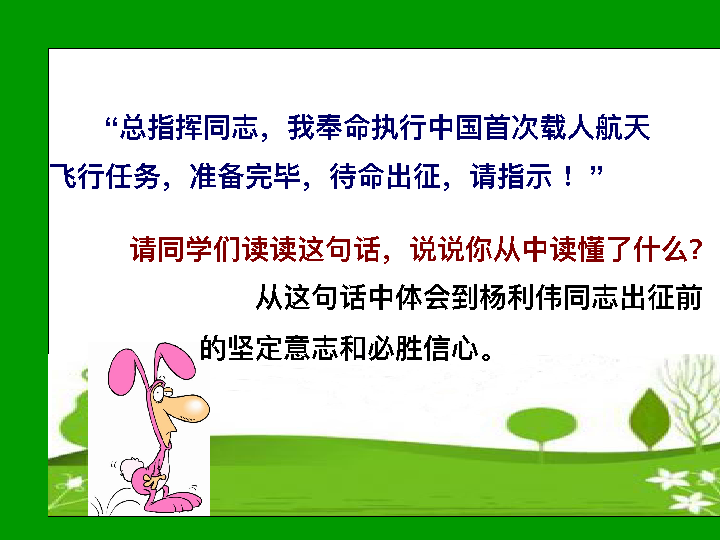 “总指挥同志，我奉命执行中国首次载人航天
飞行任务，准备完毕，待命出征，请指示！”
请同学们读读这句话，说说你从中读懂了什么?
从这句话中体会到杨利伟同志出征前
的坚定意志和必胜信心。